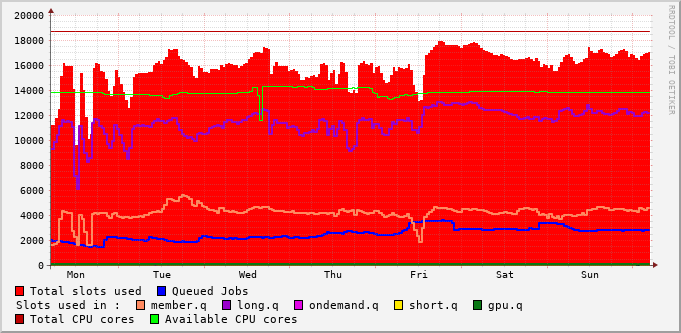 20000
18000
16000
14000
12000
10000
8000
6000
4000
2000
0
Mon Tue Wed Thu Fri Sat Sun
RRDTOOL / TOBI OETIKER
Total slots used Queued Jobs
Slots used in : member.q long.q ondemand.q short.q gpu.q
Total CPU cores Available CPU cores